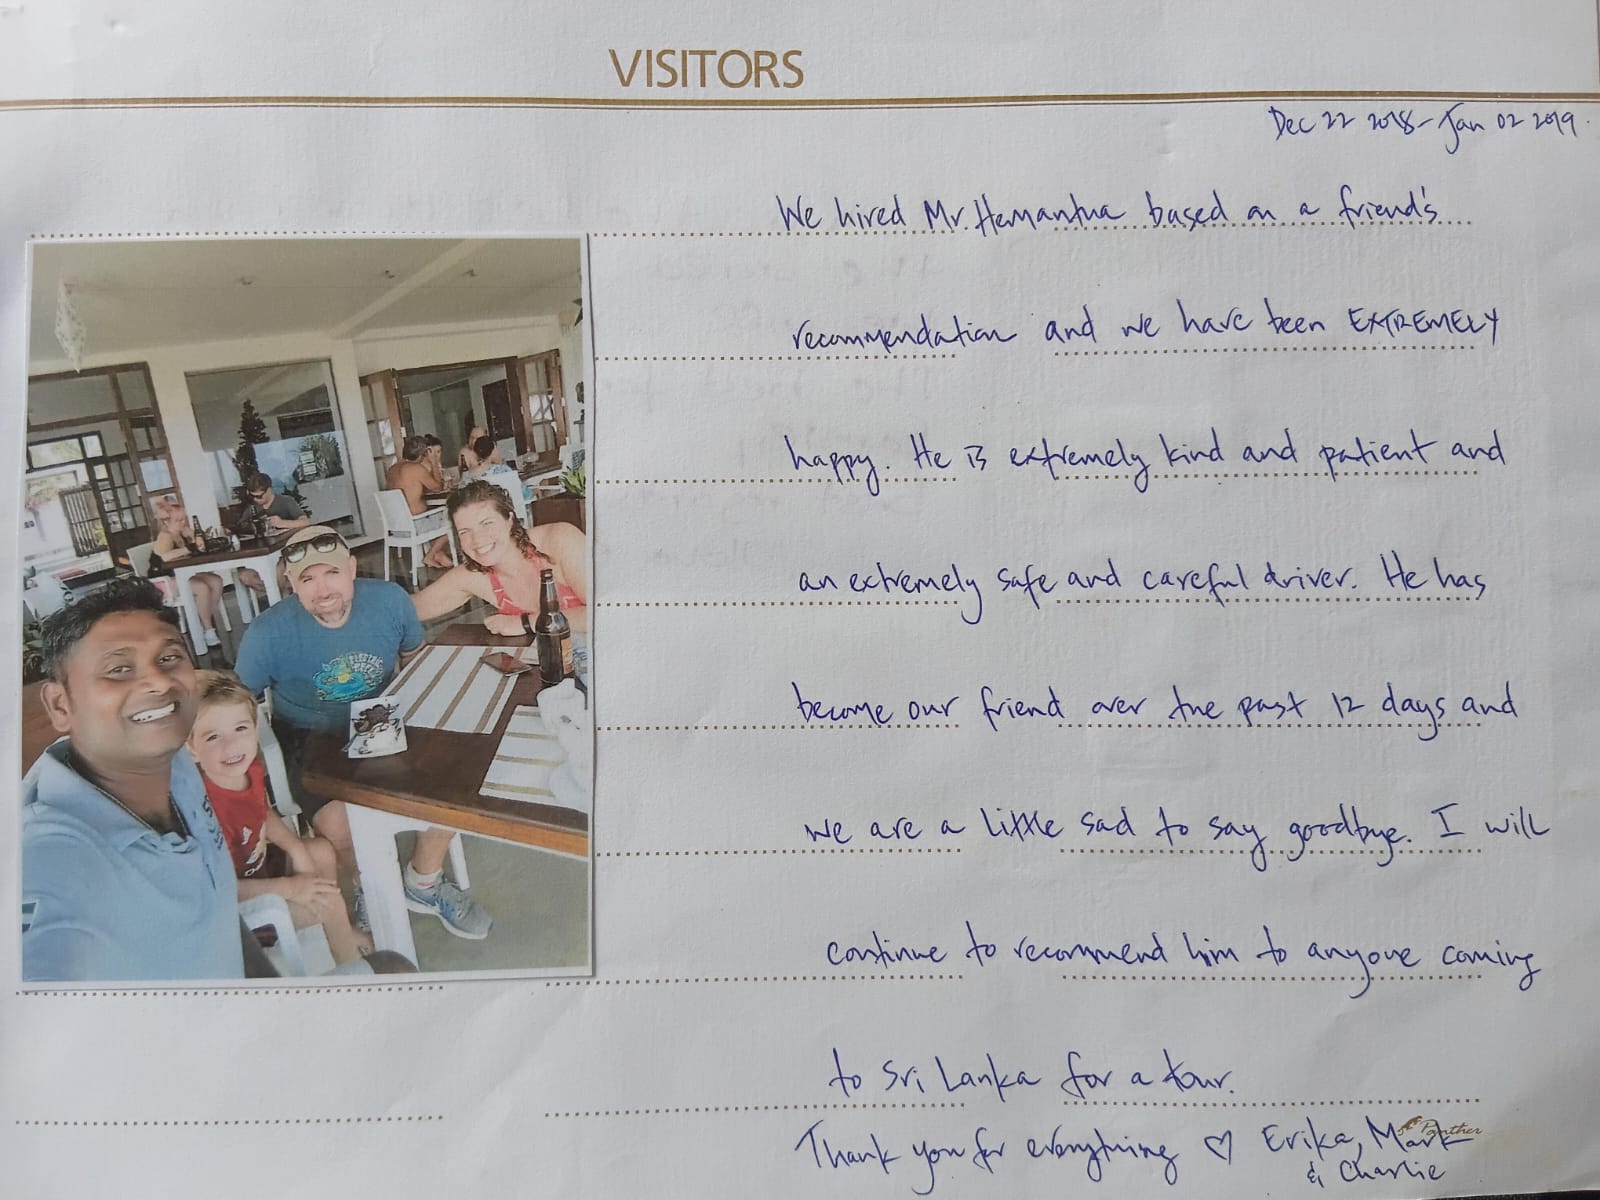 VISITORS
Dec 22 2018 - Jan 02 2019.
We hired Mr. Hemantha based on a friend's
recommendation and we have been EXTREMELY
happy. He is extremely kind and patient and
an extremely safe and careful driver. He has
become our friend over the past 12 days and
we are a little sad to say goodbye. I will
continue to recommend him to anyone coming
to Sri Lanka for a tour.
Thank you for everything ♡ Erika, Mark
& Charlie
Panther